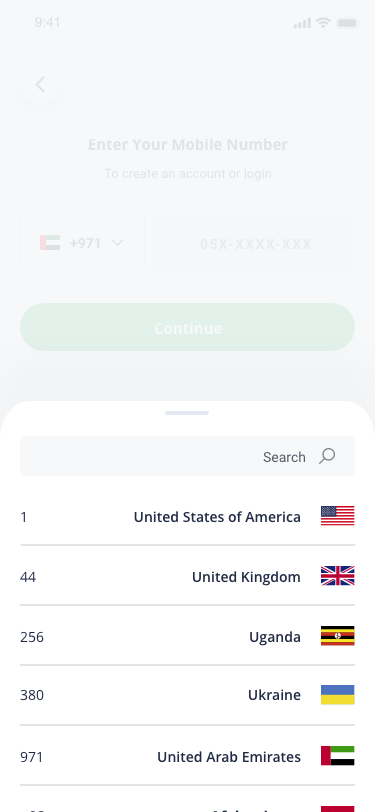 9:41
Enter Your Mobile Number
To create an account or login
+971
05X-XXXX-XXX
Continue
Search
1 United States of America
44 United Kingdom
256 Uganda
380 Ukraine
971 United Arab Emirates